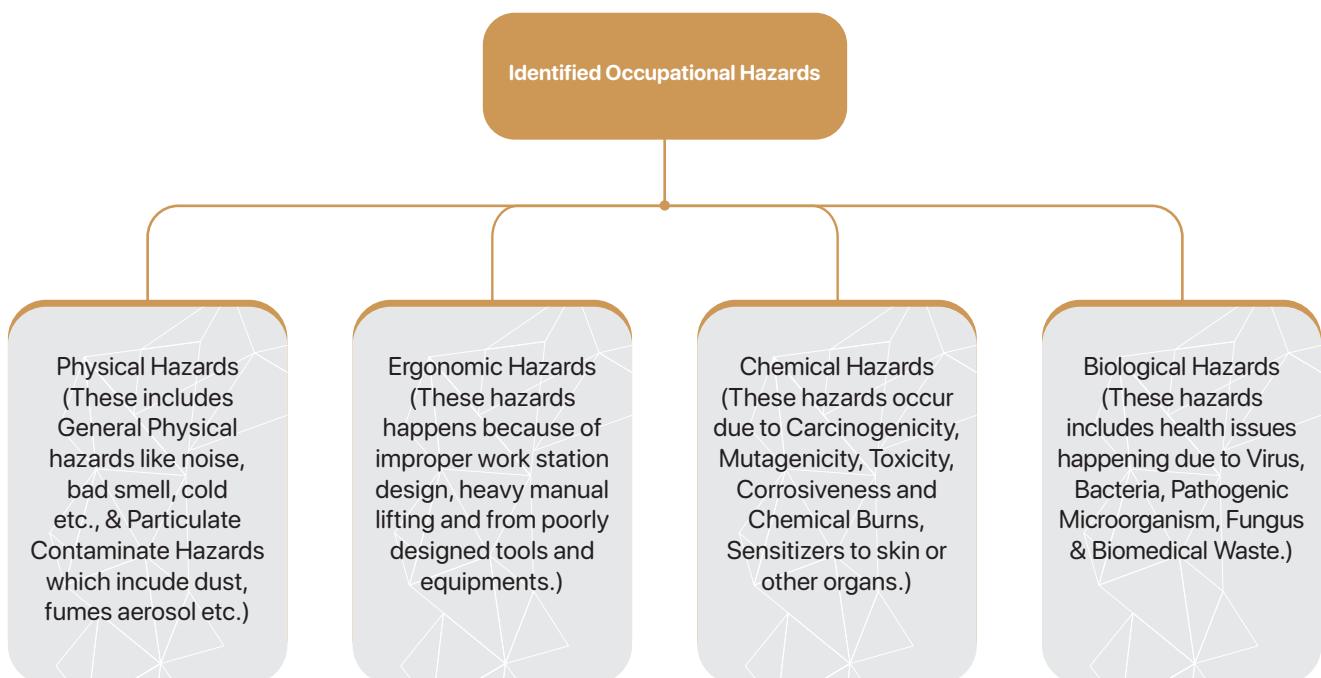 Identified Occupational Hazards
Physical Hazards
(These includes
General Physical
hazards like noise,
bad smell, cold
etc., & Particulate
Contaminate Hazards
which incude dust,
fumes aerosol etc.)
Ergonomic Hazards
(These hazards
happens because of
improper work station
design, heavy manual
lifting and from poorly
designed tools and
equipments.)
Chemical Hazards
(These hazards occur
due to Carcinogenicity,
Mutagenicity, Toxicity,
Corrosiveness and
Chemical Burns,
Sensitizers to skin or
other organs.)
Biological Hazards
(These hazards
includes health issues
happening due to Virus,
Bacteria, Pathogenic
Microorganism, Fungus
& Biomedical Waste.)